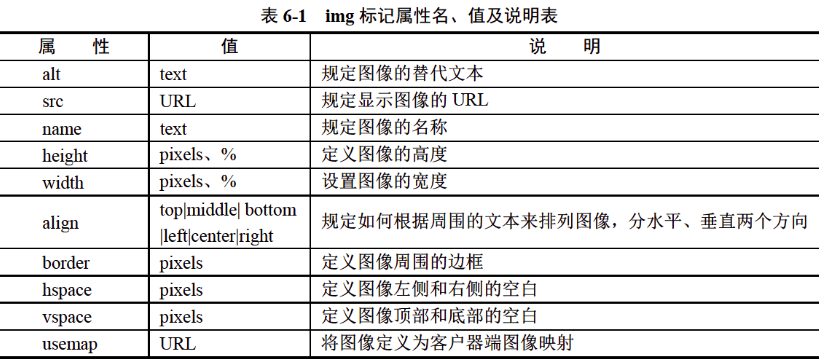 表 6-1 img 标记属性名、值及说明表
属 性 值 说 明
alt text 规定图像的替代文本
src URL 规定显示图像的 URL
name text 规定图像的名称
height pixels、% 定义图像的高度
width pixels、% 设置图像的宽度
align top|middle| bottom |left|center|right 规定如何根据周围的文本来排列图像，分水平、垂直两个方向
border pixels 定义图像周围的边框
hspace pixels 定义图像左侧和右侧的空白
vspace pixels 定义图像顶部和底部的空白
usemap URL 将图像定义为客户器端图像映射